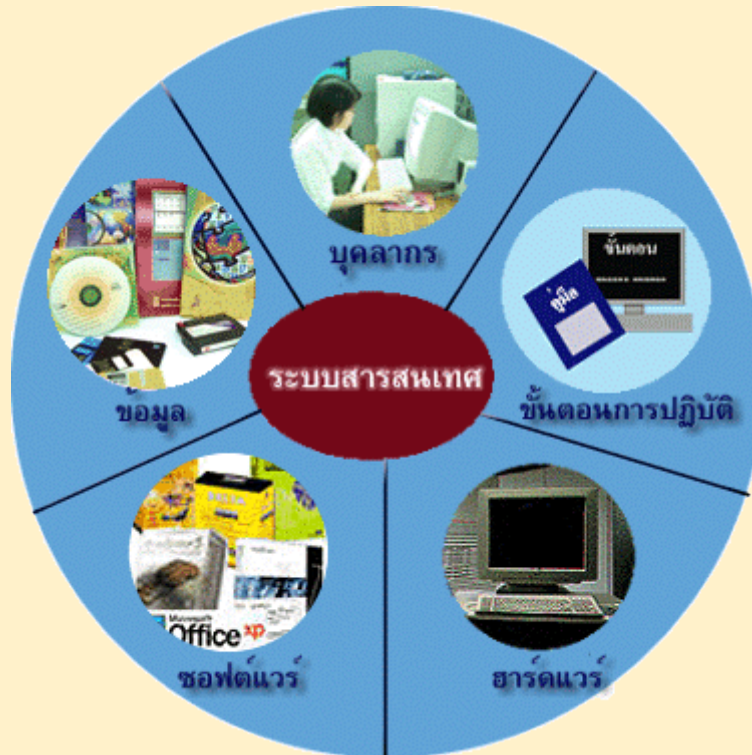 บุคลากร
ขั้นตอน
คู่มือ
ระบบสารสนเทศ
ข้อมูล
ขั้นตอนการปฏิบัติ
Microsoft
Office xp
ซอฟต์แวร์
ฮาร์ดแวร์